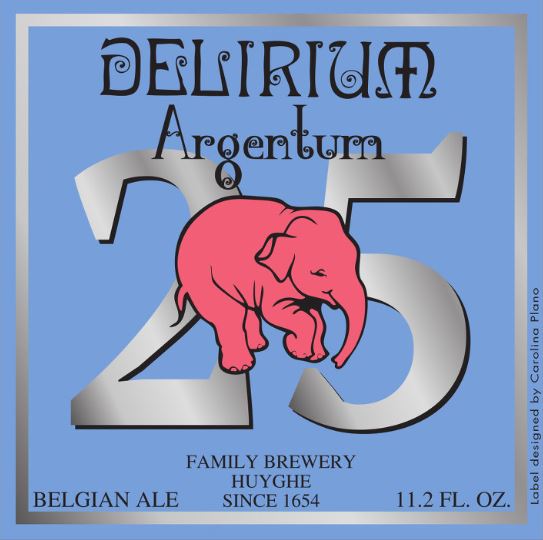 DELIRIUM
Argentum
25
FAMILY BREWERY
HUYGHE
SINCE 1654
BELGIAN ALE
11.2 FL. OZ.
Label designed by Carolina Plano